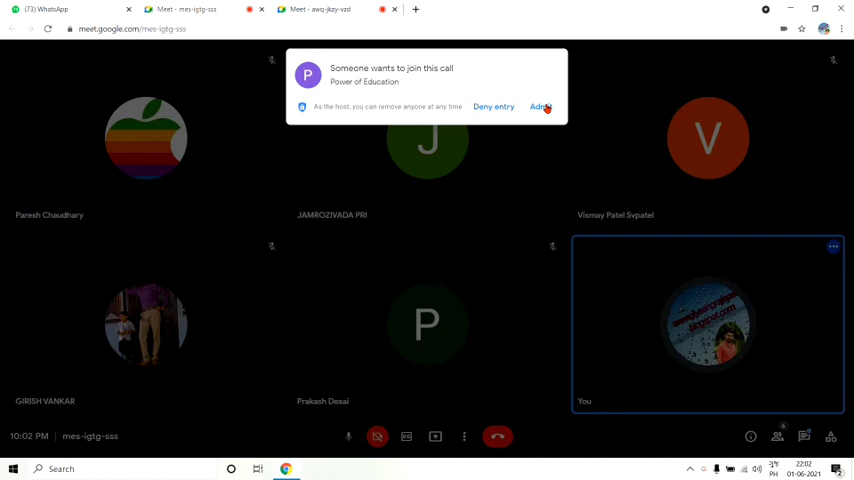 (73) WhatsApp
Meet - mes-igtg-sss
Meet - awq-jkzy-vzd
meet.google.com/mes-igtg-sss
P
Someone wants to join this call
Power of Education
As the host, you can remove anyone at any time
Deny entry
Admit
J
V
Paresh Chaudhary
JAMROZIVADA PRI
Vismay Patel Svpatel
P
GIRISH VANKAR
Prakash Desai
You
10:02 PM | mes-igtg-sss
6
Search
22:02
PH
01-06-2021
2